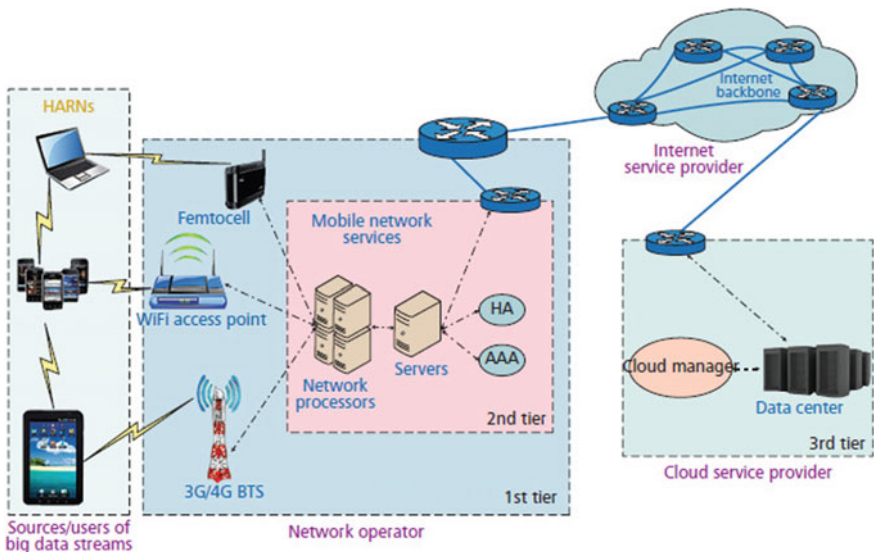 HARNs
Femtocell
WiFi access point
3G/4G BTS
Mobile network
services
Network
processors
Servers
HA
AAA
2nd tier
1st tier
Sources/users of
big data streams
Network operator
Internet
backbone
Internet
service provider
Cloud manager
Data center
3rd tier
Cloud service provider